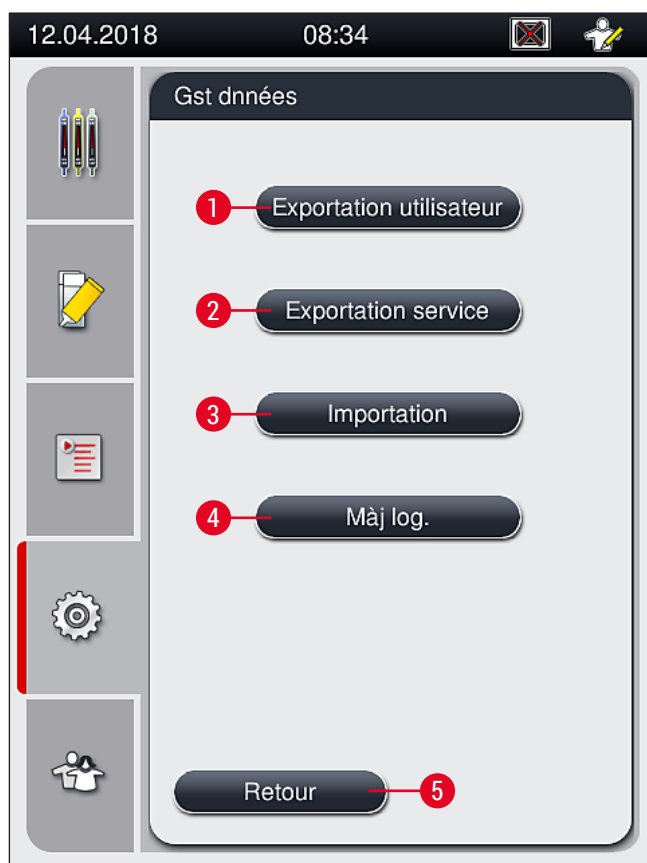 12.04.2018 08:34
Gst dnnées
1 Exportation utilisateur
2 Exportation service
3 Importation
4 Màj log.
Retour 5